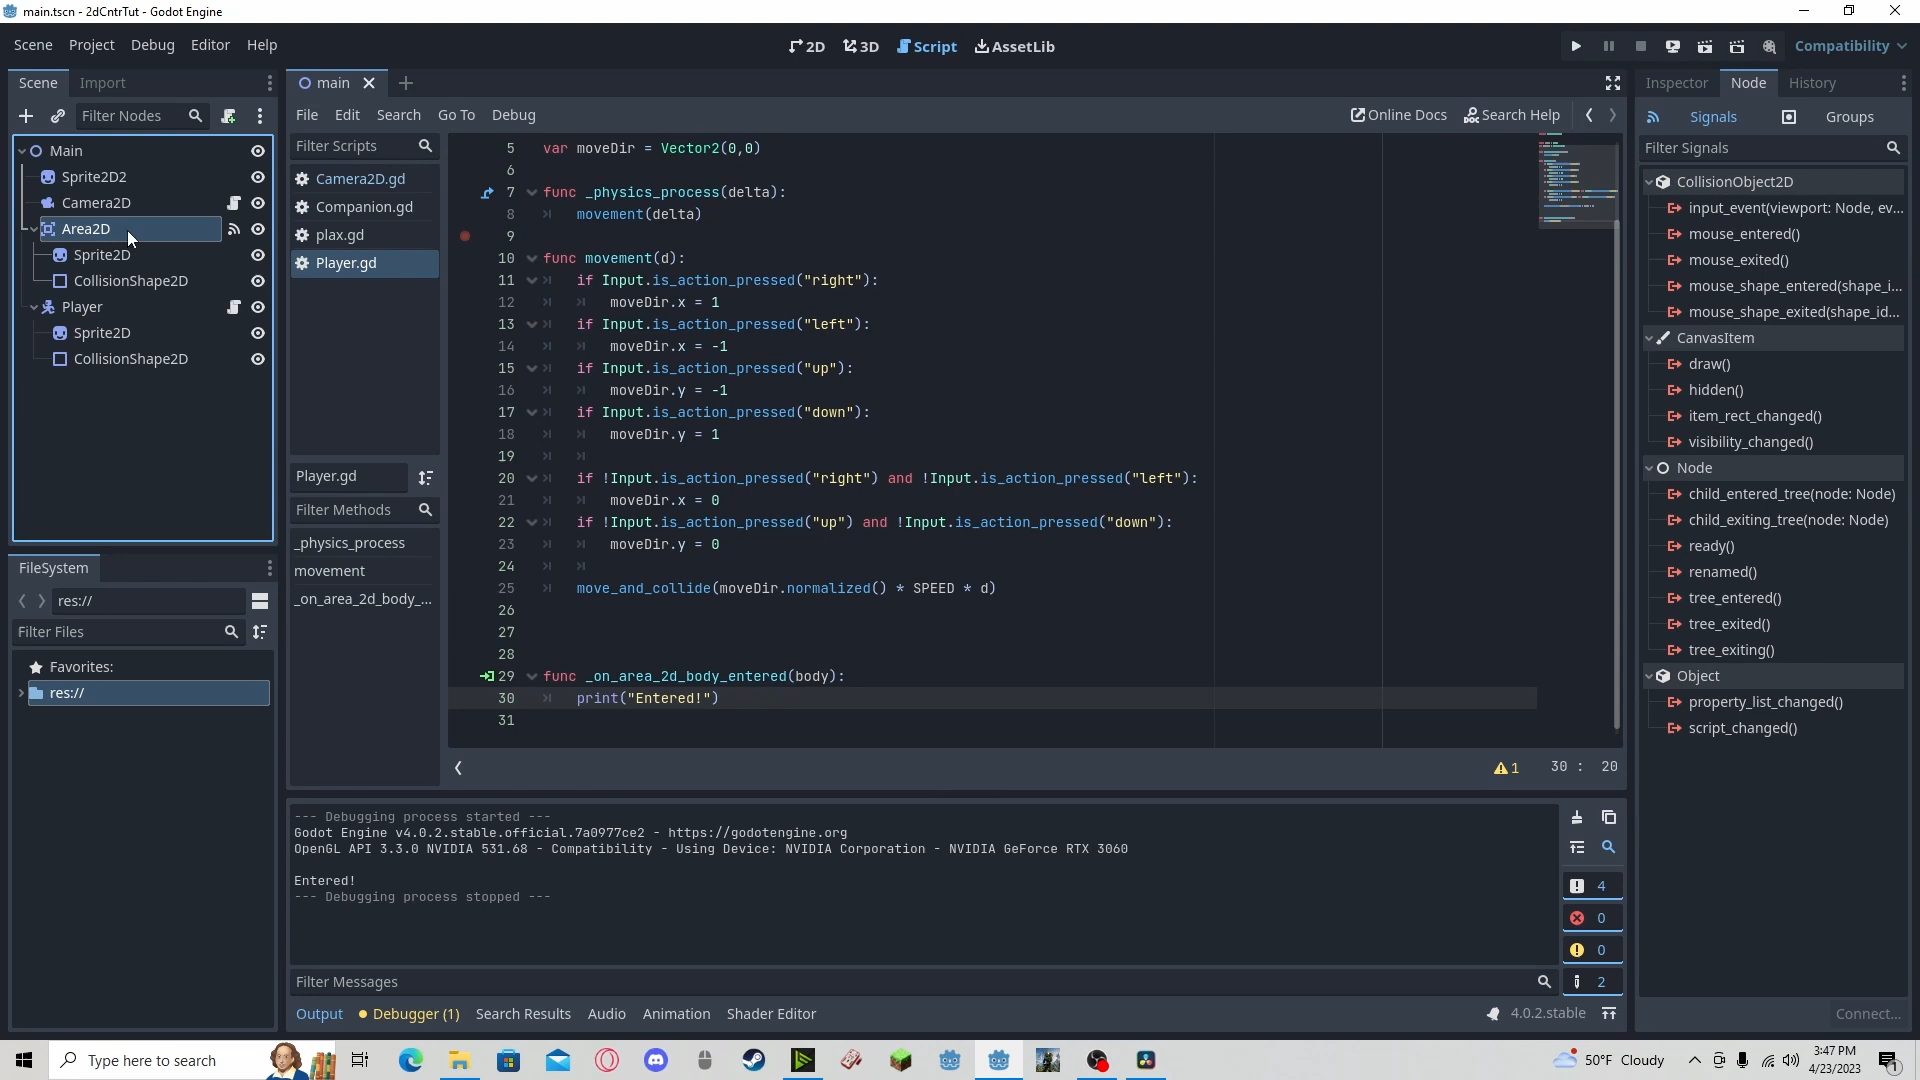 main.tscn - 2dCntrTut - Godot Engine
Scene Project Debug Editor Help
2D 3D Script AssetLib
Compatibility
Scene Import
Filter Nodes
Main
Sprite2D2
Camera2D
Area2D
Sprite2D
CollisionShape2D
Player
Sprite2D
CollisionShape2D
FileSystem
res://
Filter Files
Favorites:
res://
main
File Edit Search Go To Debug
Online Docs Search Help
Filter Scripts
Camera2D.gd
Companion.gd
plax.gd
Player.gd
Player.gd
Filter Methods
_physics_process
movement
_on_area_2d_body_...
5 var moveDir = Vector2(0,0)
6
7 func _physics_process(delta):
8 movement(delta)
9
10 func movement(d):
11 if Input.is_action_pressed("right"):
12 moveDir.x = 1
13 if Input.is_action_pressed("left"):
14 moveDir.x = -1
15 if Input.is_action_pressed("up"):
16 moveDir.y = -1
17 if Input.is_action_pressed("down"):
18 moveDir.y = 1
19
20 if !Input.is_action_pressed("right") and !Input.is_action_pressed("left"):
21 moveDir.x = 0
22 if !Input.is_action_pressed("up") and !Input.is_action_pressed("down"):
23 moveDir.y = 0
24
25 move_and_collide(moveDir.normalized() * SPEED * d)
26
27
28
29 func _on_area_2d_body_entered(body):
30 print("Entered!")
31
1 30 : 20
--- Debugging process started ---
Godot Engine v4.0.2.stable.official.7a0977ce2 - https://godotengine.org
OpenGL API 3.3.0 NVIDIA 531.68 - Compatibility - Using Device: NVIDIA Corporation - NVIDIA GeForce RTX 3060
Entered!
--- Debugging process stopped ---
4
0
0
2
Filter Messages
Output Debugger (1) Search Results Audio Animation Shader Editor
4.0.2.stable
Inspector Node History
Signals Groups
Filter Signals
CollisionObject2D
input_event(viewport: Node, ev...
mouse_entered()
mouse_exited()
mouse_shape_entered(shape_i...
mouse_shape_exited(shape_id...
CanvasItem
draw()
hidden()
item_rect_changed()
visibility_changed()
Node
child_entered_tree(node: Node)
child_exiting_tree(node: Node)
ready()
renamed()
tree_entered()
tree_exited()
tree_exiting()
Object
property_list_changed()
script_changed()
Connect...
Type here to search
50°F Cloudy
3:47 PM
4/23/2023
1